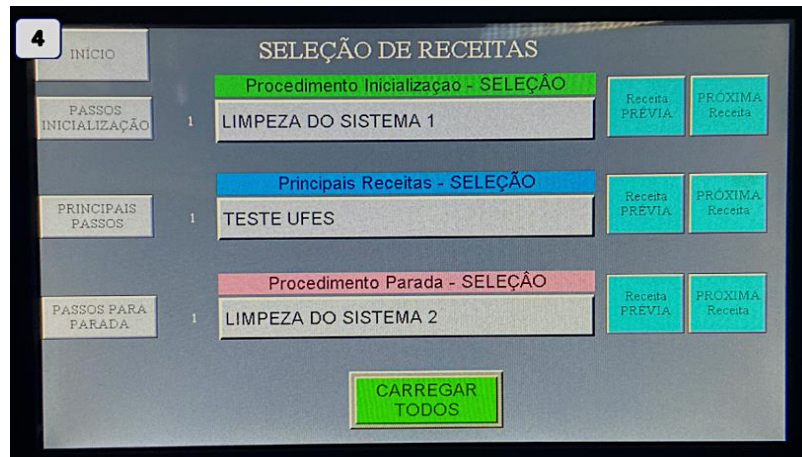 4
INÍCIO
SELEÇÃO DE RECEITAS
Procedimento Inicializaçao - SELEÇÂO
PASSOS
INICIALIZAÇÃO
1
LIMPEZA DO SISTEMA 1
Receita
PRÉVIA
PRÓXIMA
Receita
Principais Receitas - SELEÇÃO
PRINCIPAIS
PASSOS
1
TESTE UFES
Receita
PRÉVIA
PRÓXIMA
Receita
Procedimento Parada - SELEÇÂO
PASSOS PARA
PARADA
1
LIMPEZA DO SISTEMA 2
Receita
PRÉVIA
PRÓXIMA
Receita
CARREGAR
TODOS